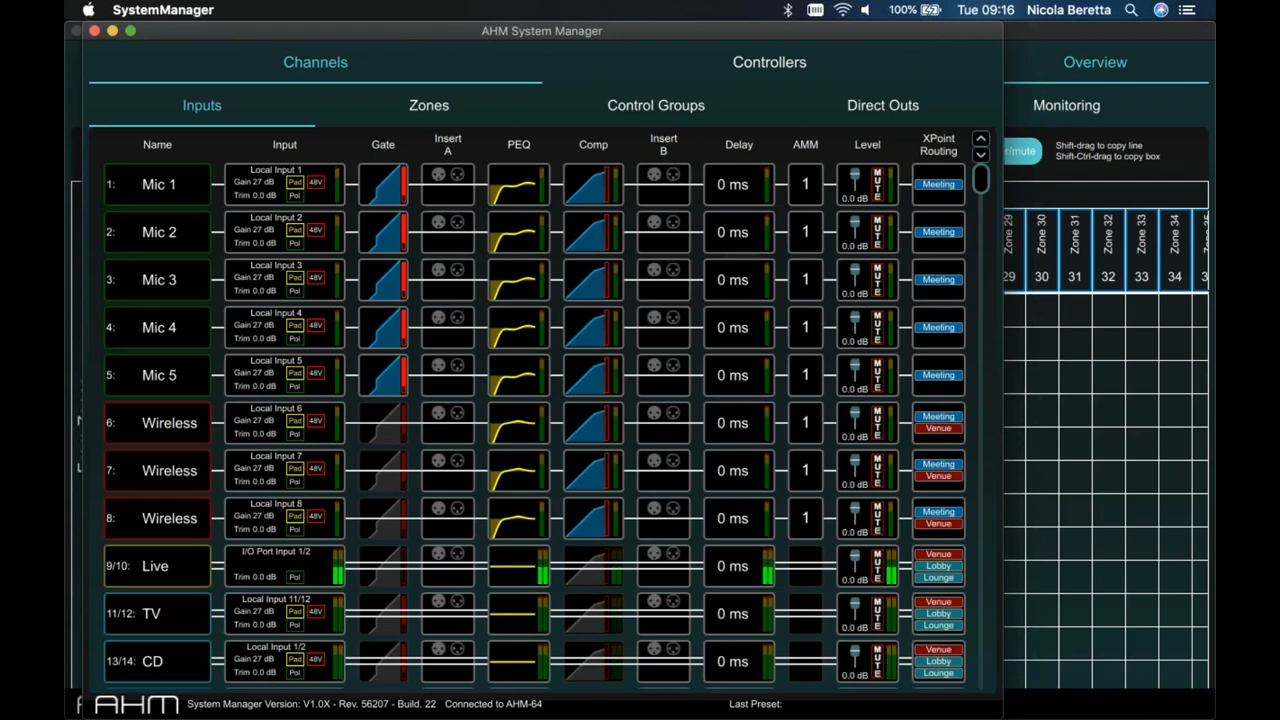 SystemManager 100% Tue 09:16 Nicola Beretta
AHM System Manager
Channels Controllers Overview
Inputs Zones Control Groups Direct Outs Monitoring
Name Input Gate Insert A PEQ Comp Insert B Delay AMM Level XPoint Routing
r/mute Shift-drag to copy line
Shift-Ctrl-drag to copy box
Zone 29 Zone 30 Zone 31 Zone 32 Zone 33 Zone 34
29 30 31 32 33 34 3
1: Mic 1 Local Input 1 Gain 27 dB Pad 48V Trim 0.0 dB Pol 0 ms 1 0.0 dB MUTE Meeting
2: Mic 2 Local Input 2 Gain 27 dB Pad 48V Trim 0.0 dB Pol 0 ms 1 0.0 dB MUTE Meeting
3: Mic 3 Local Input 3 Gain 27 dB Pad 48V Trim 0.0 dB Pol 0 ms 1 0.0 dB MUTE Meeting
4: Mic 4 Local Input 4 Gain 27 dB Pad 48V Trim 0.0 dB Pol 0 ms 1 0.0 dB MUTE Meeting
5: Mic 5 Local Input 5 Gain 27 dB Pad 48V Trim 0.0 dB Pol 0 ms 1 0.0 dB MUTE Meeting
6: Wireless Local Input 6 Gain 27 dB Pad 48V Trim 0.0 dB Pol 0 ms 1 0.0 dB MUTE Meeting Venue
7: Wireless Local Input 7 Gain 27 dB Pad 48V Trim 0.0 dB Pol 0 ms 1 0.0 dB MUTE Meeting Venue
8: Wireless Local Input 8 Gain 27 dB Pad 48V Trim 0.0 dB Pol 0 ms 1 0.0 dB MUTE Meeting Venue
9/10: Live I/O Port Input 1/2 Trim 0.0 dB Pol 0 ms 0.0 dB MUTE Venue Lobby Lounge
11/12: TV Local Input 11/12 Gain 27 dB Pad 48V Trim 0.0 dB Pol 0 ms 0.0 dB MUTE Venue Lobby Lounge
13/14: CD Local Input 1/2 Gain 27 dB Pad 48V Trim 0.0 dB Pol 0 ms 0.0 dB MUTE Venue Lobby Lounge
AHM System Manager Version: V1.0X - Rev. 56207 - Build. 22 Connected to AHM-64 Last Preset: